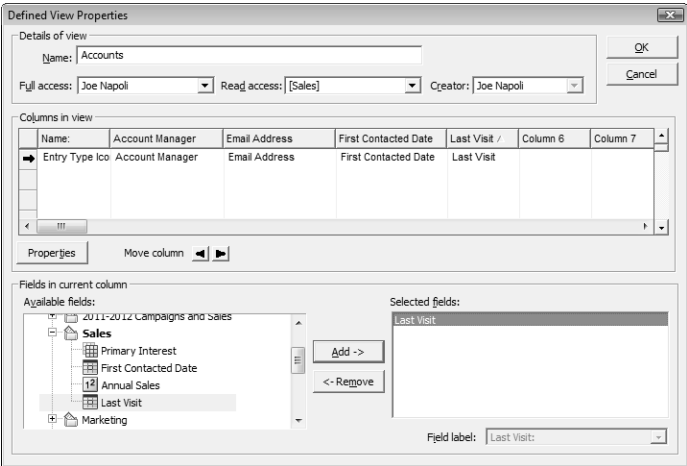 Defined View Properties
Details of view
Name: Accounts
OK
Full access: Joe Napoli Read access: [Sales] Creator: Joe Napoli
Cancel
Columns in view
Name: Account Manager Email Address First Contacted Date Last Visit Column 6 Column 7
Entry Type Ico Account Manager Email Address First Contacted Date Last Visit
Properties Move column
Fields in current column
Available fields: Selected fields:
2011-2012 Campaigns and Sales
Last Visit
Sales
Primary Interest
Add ->
First Contacted Date
12 Annual Sales
<- Remove
Last Visit
Marketing
Field label: Last Visit: